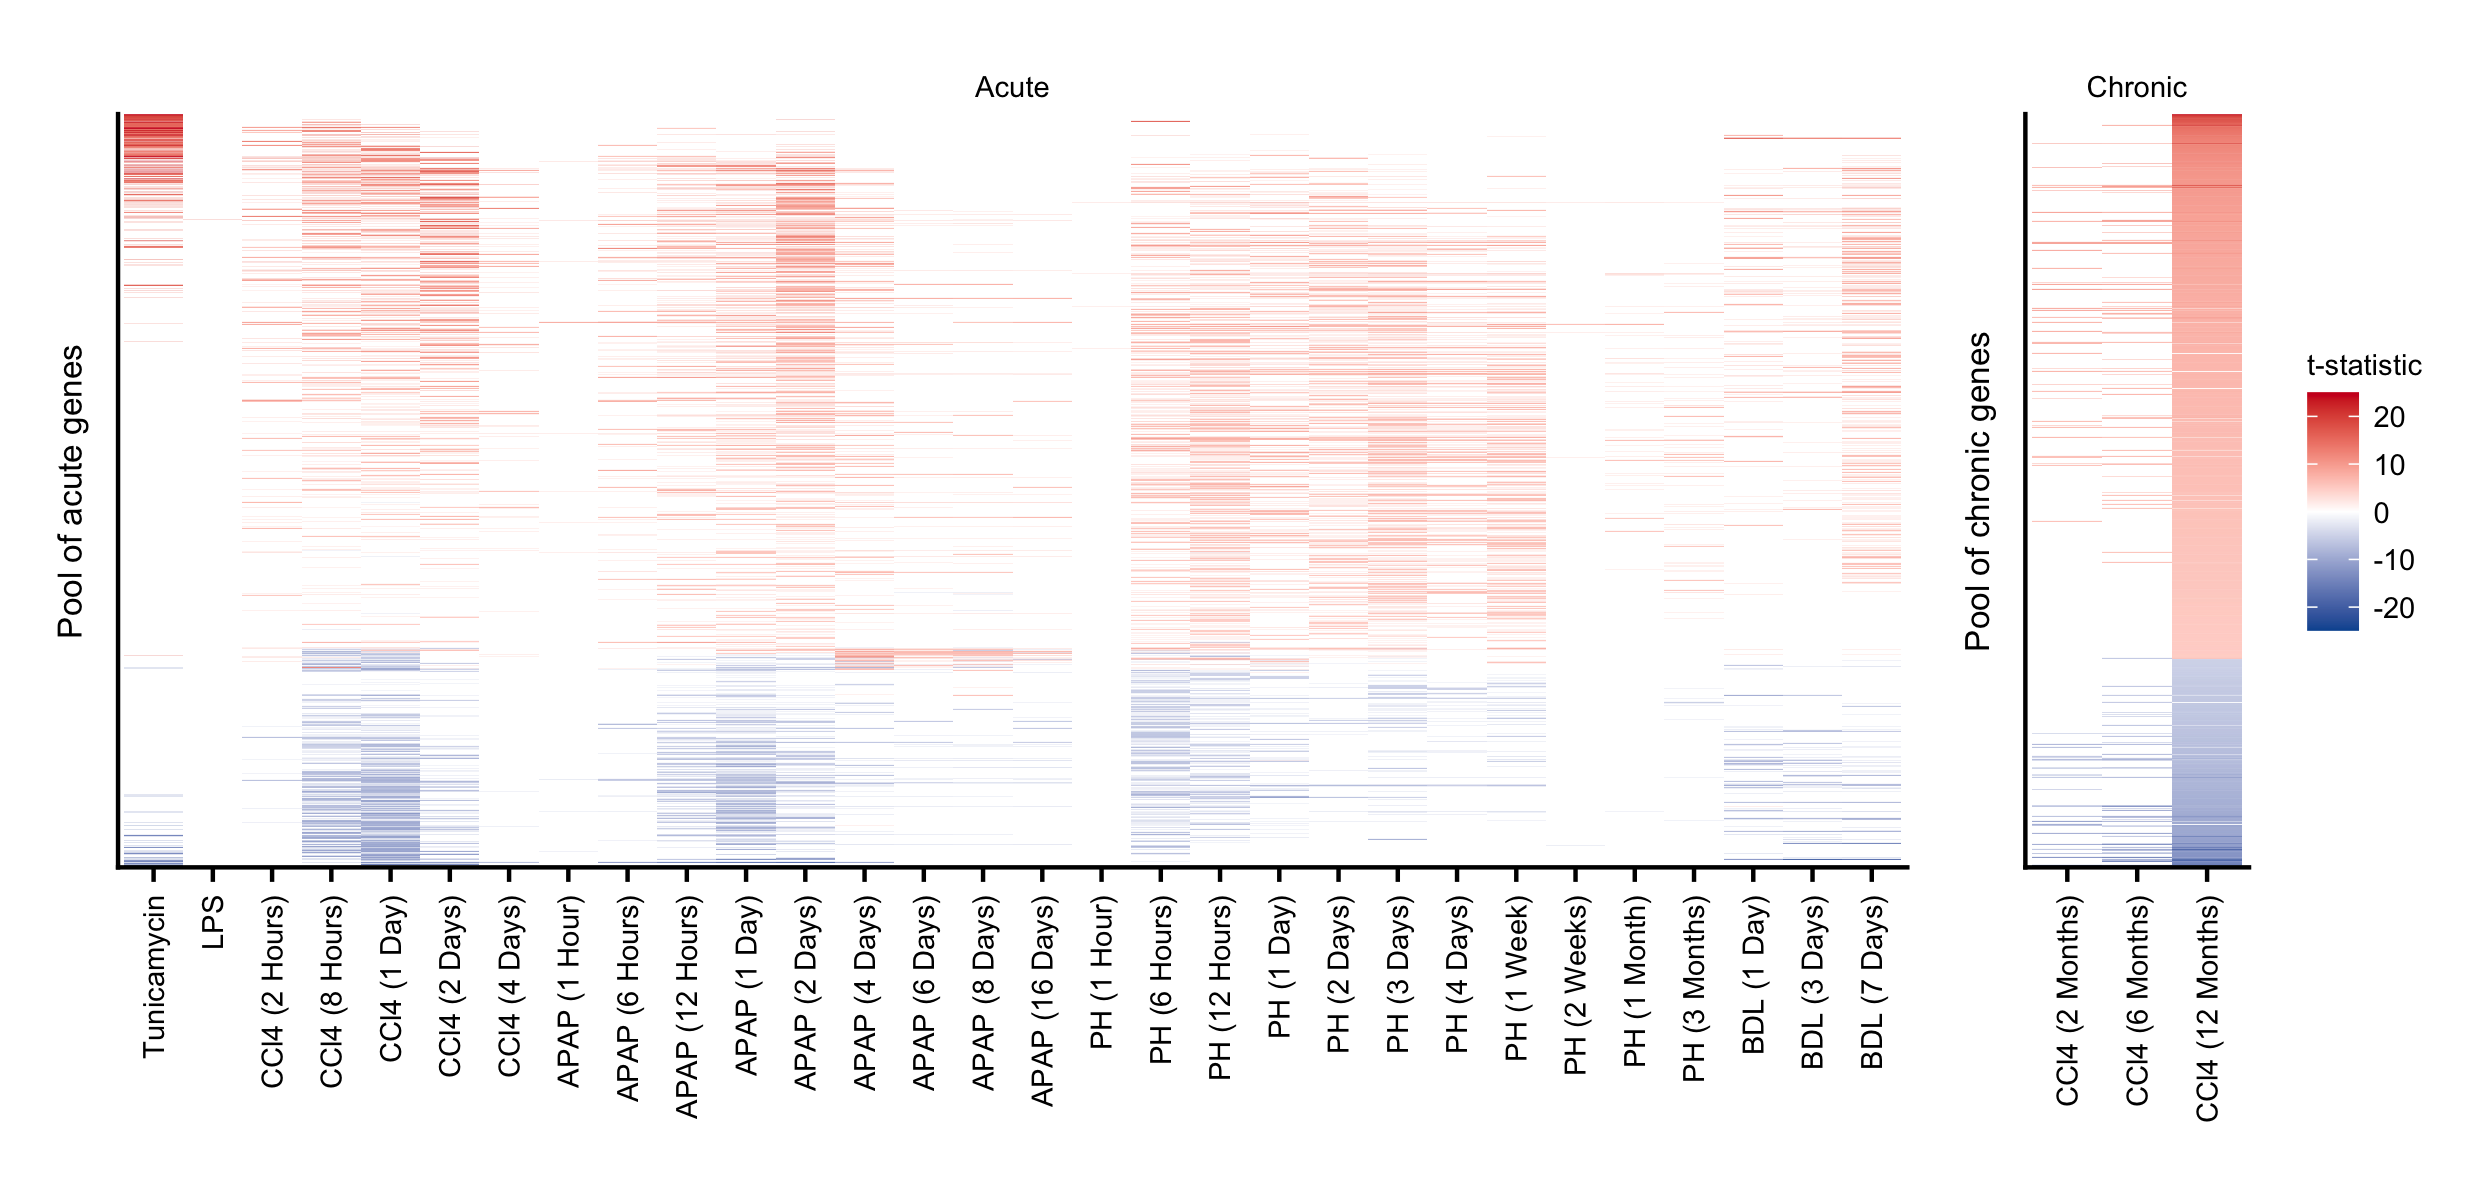 Acute
Chronic
Pool of acute genes
Pool of chronic genes
t-statistic
20
10
0
-10
-20
Tunicamycin
LPS
CCl4 (2 Hours)
CCl4 (8 Hours)
CCl4 (1 Day)
CCl4 (2 Days)
CCl4 (4 Days)
APAP (1 Hour)
APAP (6 Hours)
APAP (12 Hours)
APAP (1 Day)
APAP (2 Days)
APAP (4 Days)
APAP (6 Days)
APAP (8 Days)
APAP (16 Days)
PH (1 Hour)
PH (6 Hours)
PH (12 Hours)
PH (1 Day)
PH (2 Days)
PH (3 Days)
PH (4 Days)
PH (1 Week)
PH (2 Weeks)
PH (1 Month)
PH (3 Months)
BDL (1 Day)
BDL (3 Days)
BDL (7 Days)
CCl4 (2 Months)
CCl4 (6 Months)
CCl4 (12 Months)